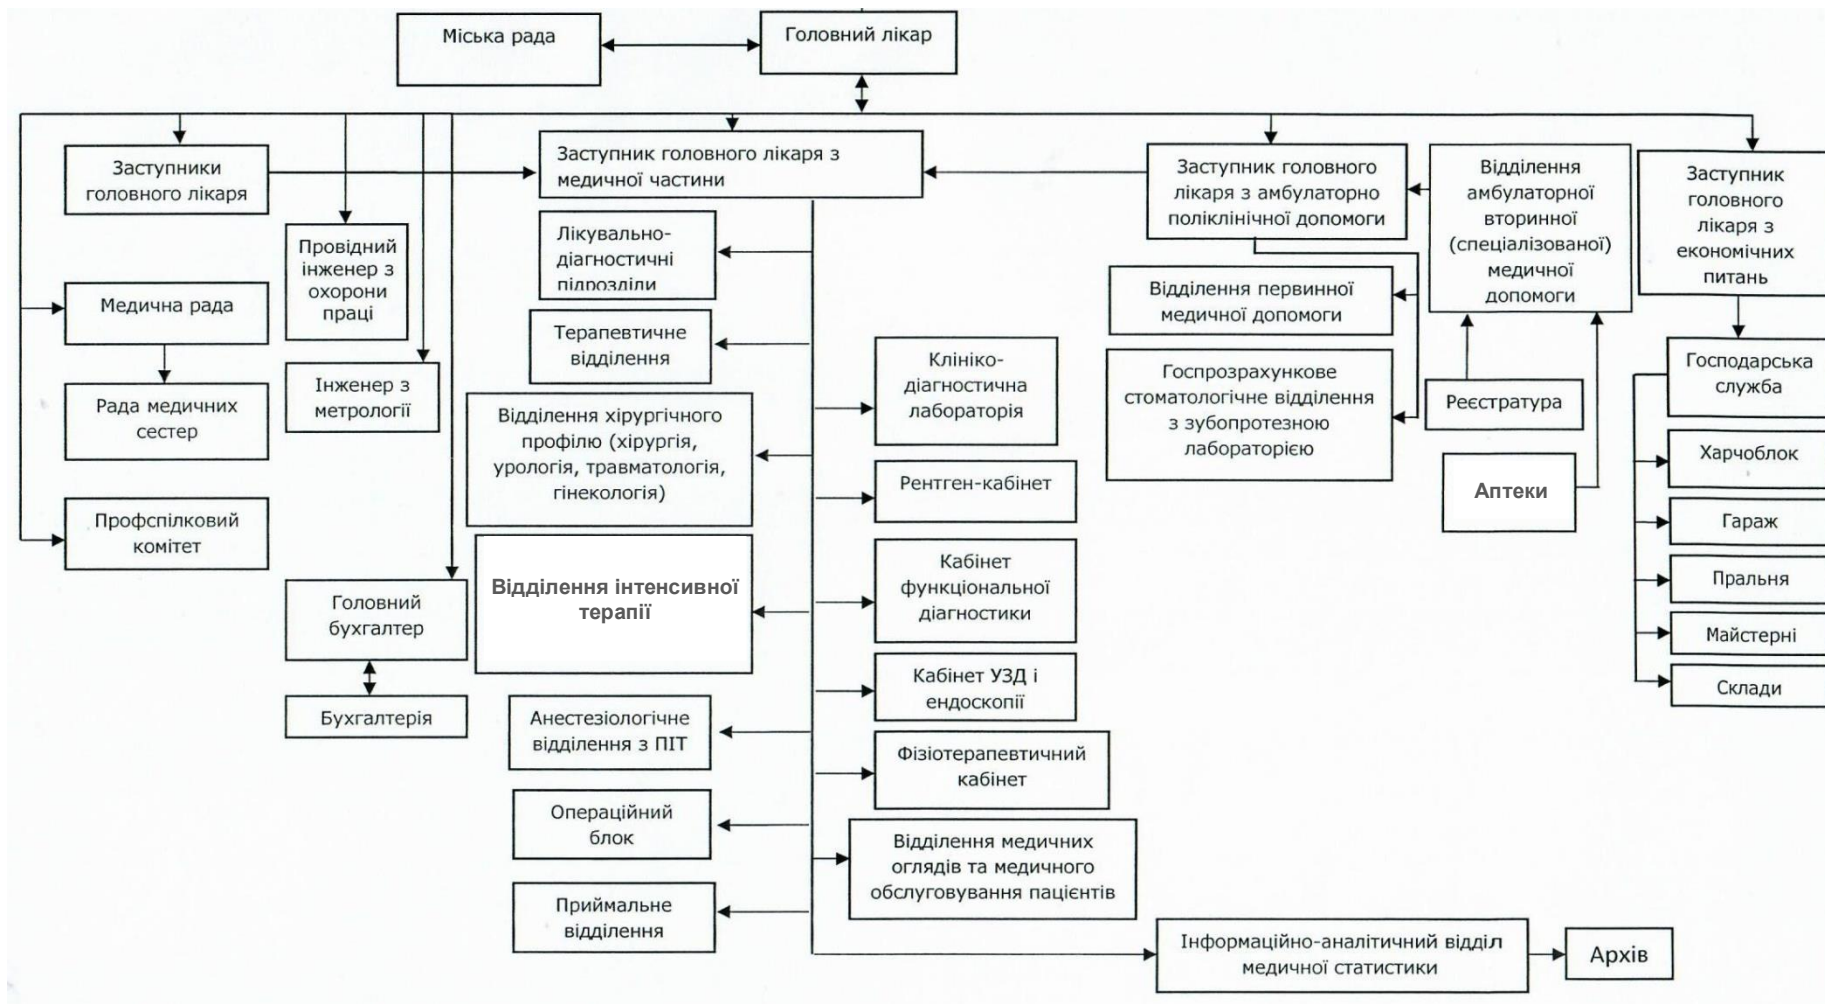 Міська рада
Головний лікар
Заступники
головного лікаря
Провідний
інженер з
охорони
праці
Медична рада
Рада медичних
сестер
Інженер з
метрології
Профспілковий
комітет
Головний
бухгалтер
Бухгалтерія
Заступник головного лікаря з
медичної частини
Лікувально-
діагностичні
підрозділи
Терапевтичне
відділення
Відділення хірургічного
профілю (хірургія,
урологія, травматологія,
гінекологія)
Відділення інтенсивної
терапії
Анестезіологічне
відділення з ПІТ
Операційний
блок
Приймальне
відділення
Клініко-
діагностична
лабораторія
Рентген-кабінет
Кабінет
функціональної
діагностики
Кабінет УЗД і
ендоскопії
Фізіотерапевтичний
кабінет
Відділення медичних
оглядів та медичного
обслуговування пацієнтів
Інформаційно-аналітичний відділ
медичної статистики
Архів
Заступник головного
лікаря з амбулаторно
поліклінічної допомоги
Відділення первинної
медичної допомоги
Госпрозрахункове
стоматологічне відділення
з зубопротезною
лабораторією
Відділення
амбулаторної
вторинної
(спеціалізованої)
медичної
допомоги
Реєстратура
Аптеки
Заступник
головного
лікаря з
економічних
питань
Господарська
служба
Харчоблок
Гараж
Пральня
Майстерні
Склади